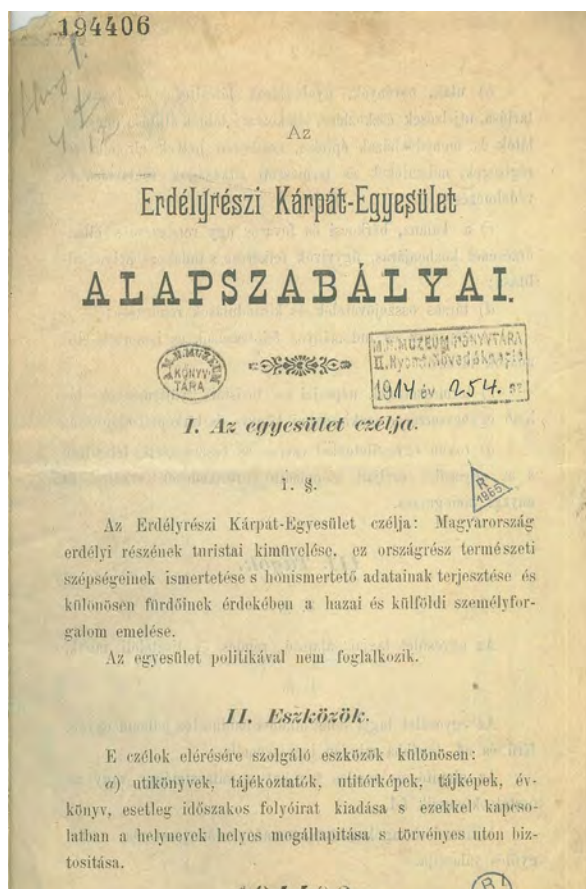 194406
Az
Erdélyrészi Kárpát-Egyesület
ALAPSZABÁLYAI.
M. N. MUZEUM
KÖNYV-
TÁRA
M. N. MUZEUM KÖNYVTÁRA
II. Nyomt. Növedéknapló
1914 év 254. sz.
I. Az egyesület czélja.
1. §.
R
1865
Az Erdélyrészi Kárpát-Egyesület czélja: Magyarország
erdélyi részének turistai kimüvelése, ez országrész természeti
szépségeinek ismertetése s honismertető adatainak terjesztése és
különösen fürdőinek érdekében a hazai és külföldi személyfor-
galom emelése.
Az egyesület politikával nem foglalkozik.
II. Eszközök.
E czélok elérésére szolgáló eszközök különösen:
a) utikönyvek, tájékoztatók, utitérképek, tájképek, év-
könyv, esetleg időszakos folyóirat kiadása s ezekkel kapcso-
latban a helynevek helyes megállapitása s törvényes uton biz-
tositása.